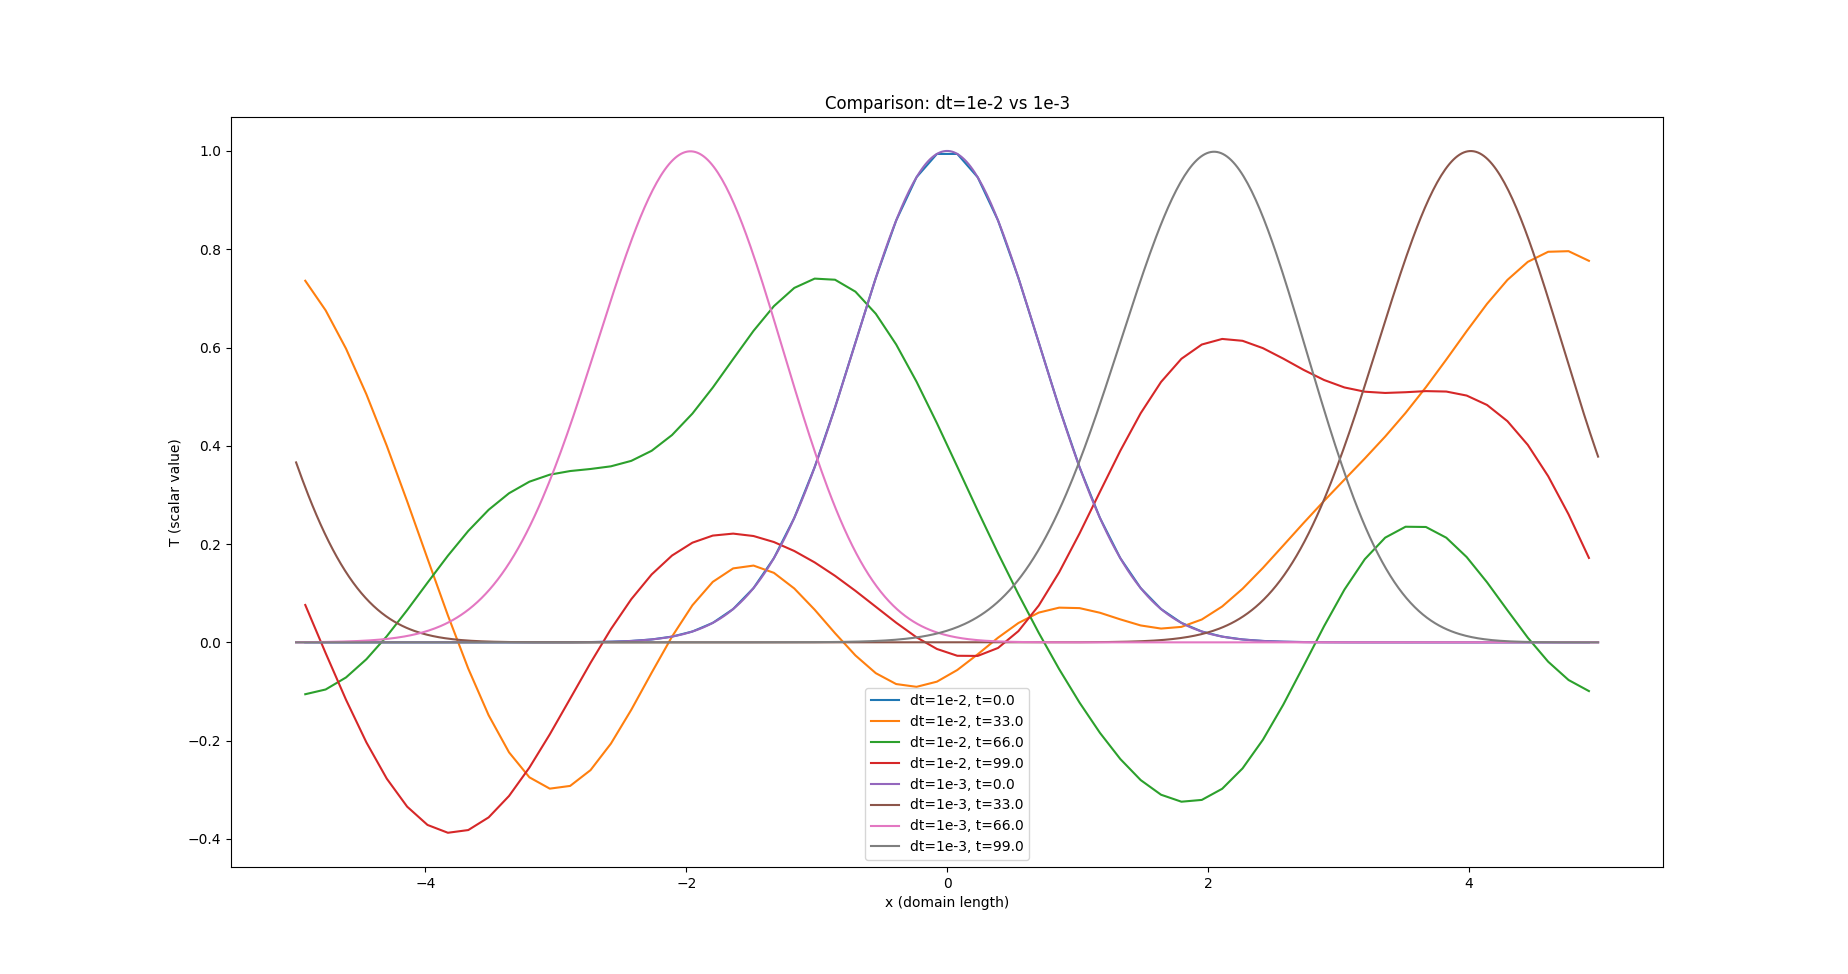 Comparison: dt=1e-2 vs 1e-3
T (scalar value)
1.0
0.8
0.6
0.4
0.2
0.0
−0.2
−0.4
dt=1e-2, t=0.0
dt=1e-2, t=33.0
dt=1e-2, t=66.0
dt=1e-2, t=99.0
dt=1e-3, t=0.0
dt=1e-3, t=33.0
dt=1e-3, t=66.0
dt=1e-3, t=99.0
−4 −2 0 2 4
x (domain length)